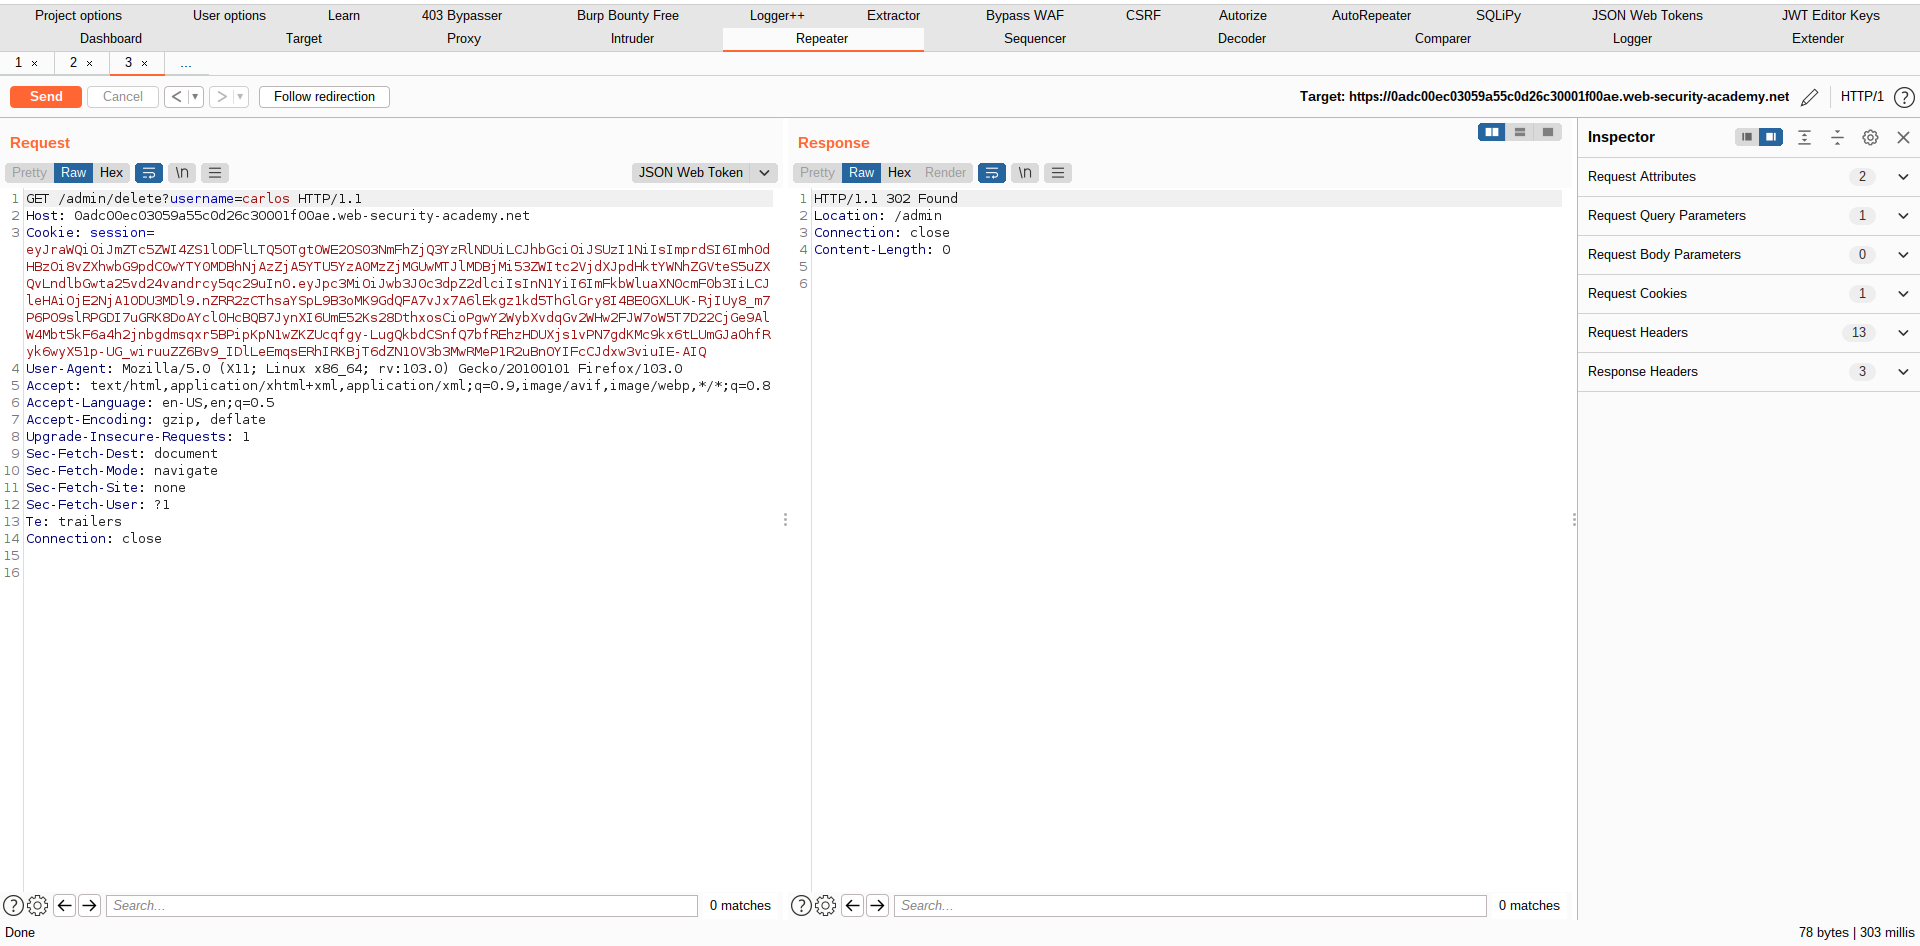 Project options User options Learn 403 Bypasser Burp Bounty Free Logger++ Extractor Bypass WAF CSRF Autorize AutoRepeater SQLiPy JSON Web Tokens JWT Editor Keys
Dashboard Target Proxy Intruder Repeater Sequencer Decoder Comparer Logger Extender
1 × 2 × 3 × ...
Send Cancel < ▾ > ▾ Follow redirection Target: https://0adc00ec03059a55c0d26c30001f00ae.web-security-academy.net HTTP/1 ?
Request
Pretty Raw Hex \n JSON Web Token
1 GET /admin/delete?username=carlos HTTP/1.1
2 Host: 0adc00ec03059a55c0d26c30001f00ae.web-security-academy.net
3 Cookie: session=
4 User-Agent: Mozilla/5.0 (X11; Linux x86_64; rv:103.0) Gecko/20100101 Firefox/103.0
5 Accept: text/html,application/xhtml+xml,application/xml;q=0.9,image/avif,image/webp,*/*;q=0.8
6 Accept-Language: en-US,en;q=0.5
7 Accept-Encoding: gzip, deflate
8 Upgrade-Insecure-Requests: 1
9 Sec-Fetch-Dest: document
10 Sec-Fetch-Mode: navigate
11 Sec-Fetch-Site: none
12 Sec-Fetch-User: ?1
13 Te: trailers
14 Connection: close
15
16
? Search... 0 matches
Response
Pretty Raw Hex Render \n
1 HTTP/1.1 302 Found
2 Location: /admin
3 Connection: close
4 Content-Length: 0
5
6
? Search... 0 matches
Inspector
Request Attributes 2
Request Query Parameters 1
Request Body Parameters 0
Request Cookies 1
Request Headers 13
Response Headers 3
Done 78 bytes | 303 millis